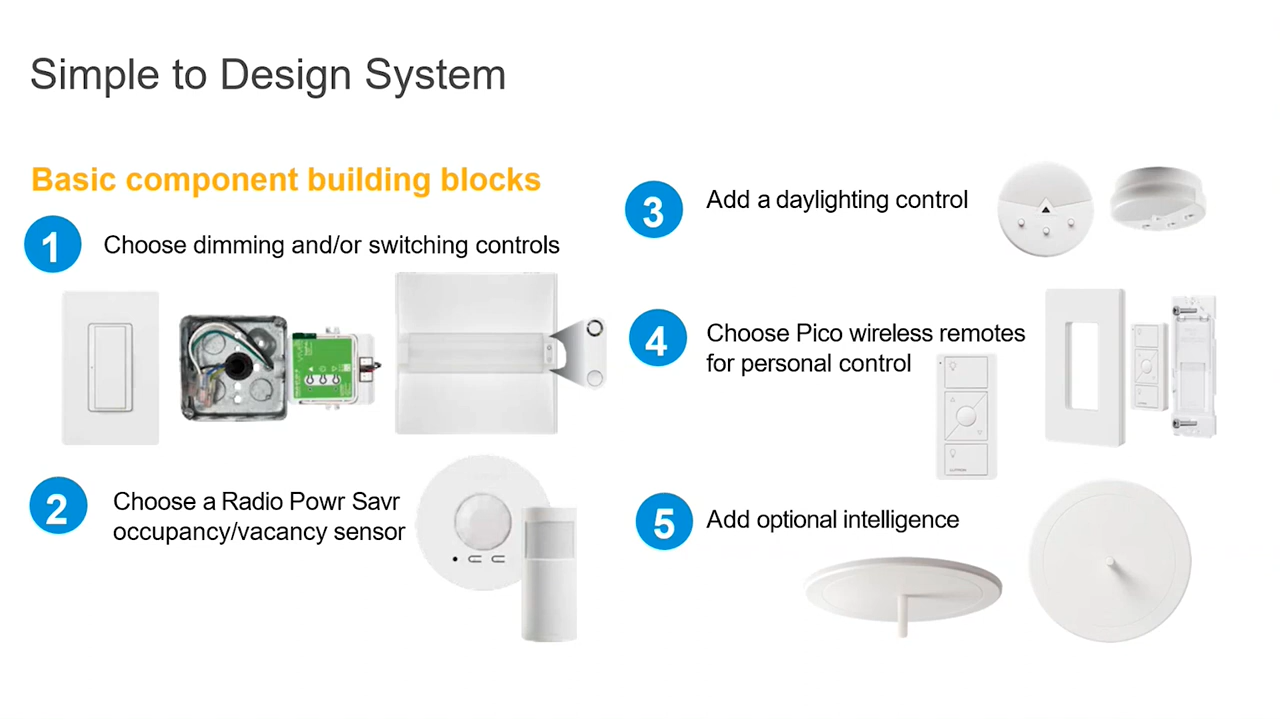 Simple to Design System
Basic component building blocks
1
Choose dimming and/or switching controls
2
Choose a Radio Powr Savr
occupancy/vacancy sensor
3
Add a daylighting control
4
Choose Pico wireless remotes
for personal control
LUTRON
5
Add optional intelligence